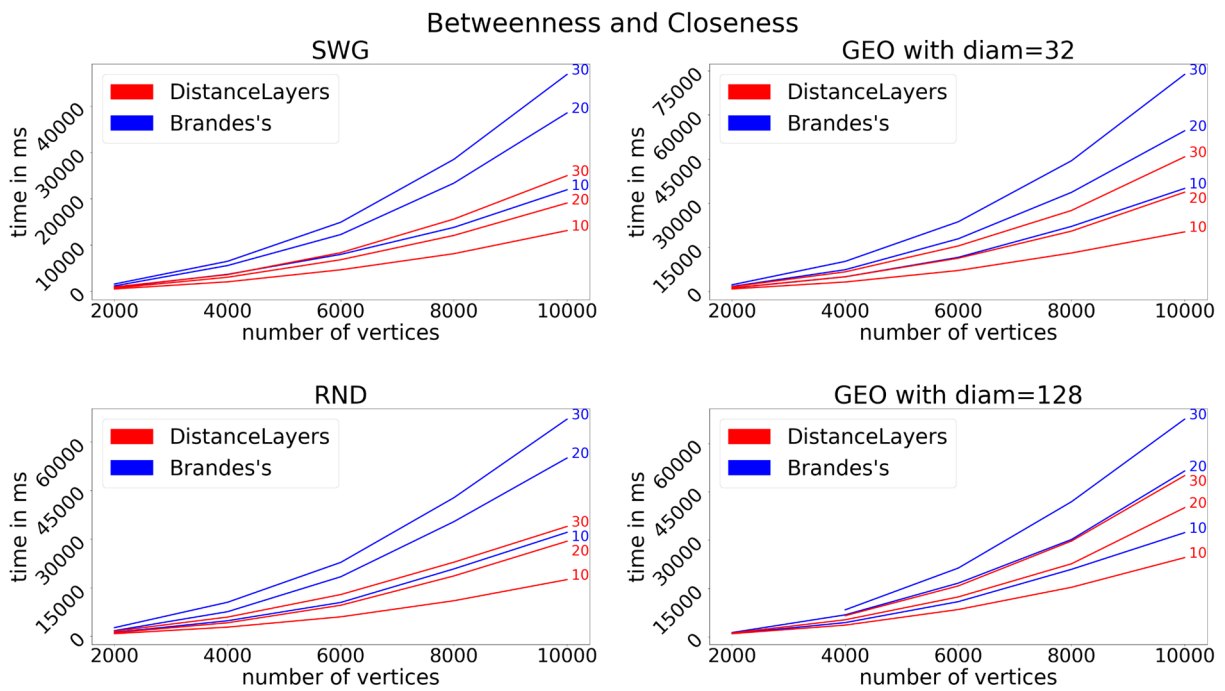 Betweenness and Closeness
SWG
DistanceLayers
Brandes's
30
20
30
10
20
10
time in ms
40000
30000
20000
10000
0
2000 4000 6000 8000 10000
number of vertices
GEO with diam=32
DistanceLayers
Brandes's
30
20
30
10
20
10
time in ms
75000
60000
45000
30000
15000
0
2000 4000 6000 8000 10000
number of vertices
RND
DistanceLayers
Brandes's
30
20
30
10
20
10
time in ms
60000
45000
30000
15000
0
2000 4000 6000 8000 10000
number of vertices
GEO with diam=128
DistanceLayers
Brandes's
30
20
30
20
10
10
time in ms
60000
45000
30000
15000
0
2000 4000 6000 8000 10000
number of vertices